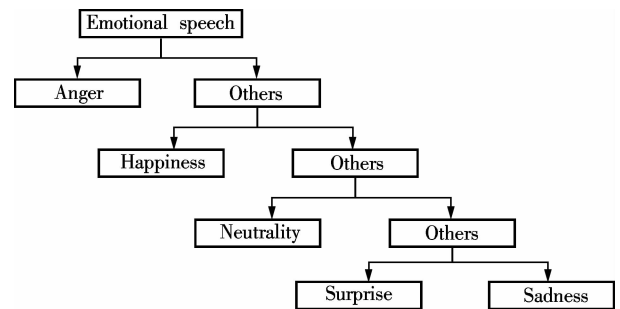 Emotional speech
Anger
Others
Happiness
Others
Neutrality
Others
Surprise
Sadness